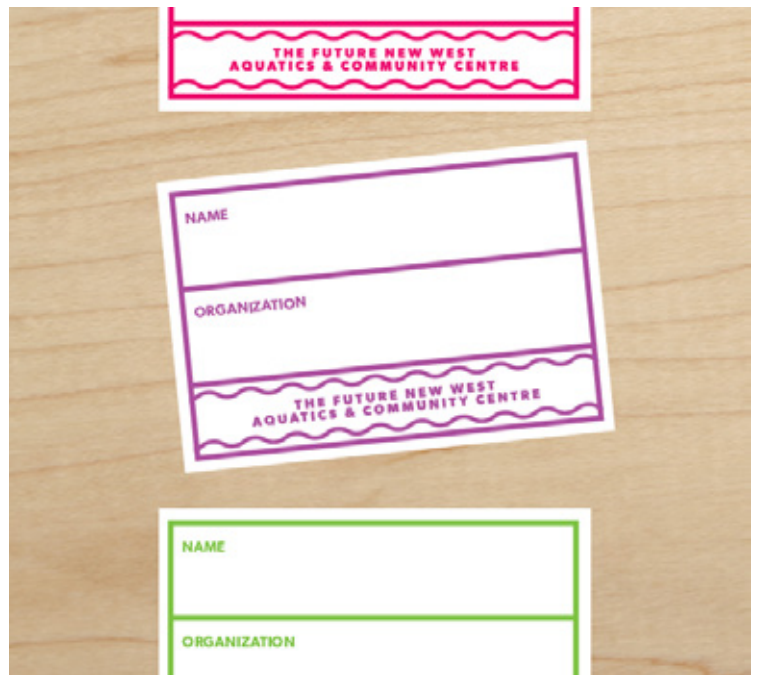 THE FUTURE NEW WEST
AQUATICS & COMMUNITY CENTRE
NAME
ORGANIZATION
THE FUTURE NEW WEST
AQUATICS & COMMUNITY CENTRE
NAME
ORGANIZATION